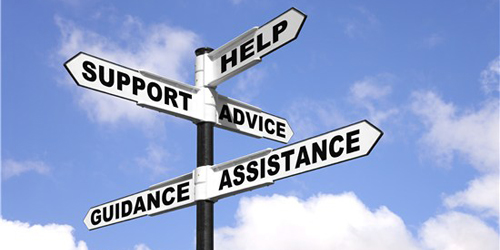 HELP
SUPPORT
ADVICE
ASSISTANCE
GUIDANCE